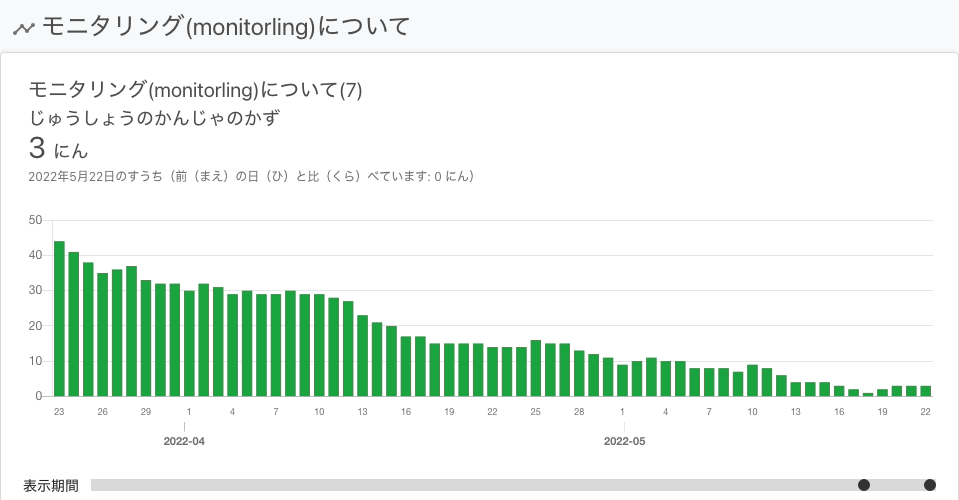 モニタリング(monitorling)について
モニタリング(monitorling)について(7)
じゅうしょうのかんじゃのかず
3 にん
2022年5月22日のすうち（前（まえ）の日（ひ）と比（くら）べています: 0 にん）
50
40
30
20
10
0
23 26 29 1 4 7 10 13 16 19 22 25 28 1 4 7 10 13 16 19 22
2022-04 2022-05
表示期間